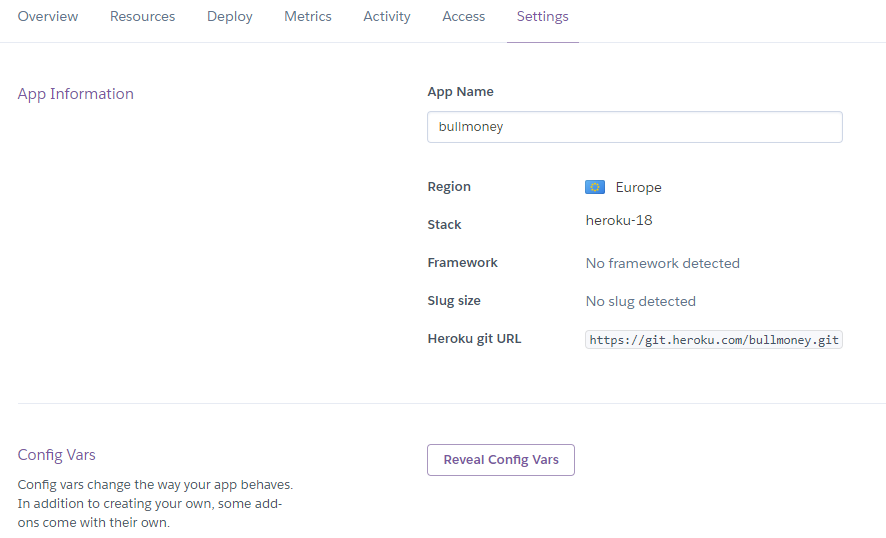 Overview Resources Deploy Metrics Activity Access Settings
App Information
App Name
bullmoney
Region Europe
Stack heroku-18
Framework No framework detected
Slug size No slug detected
Heroku git URL https://git.heroku.com/bullmoney.git
Config Vars
Config vars change the way your app behaves.
In addition to creating your own, some add-
ons come with their own.
Reveal Config Vars